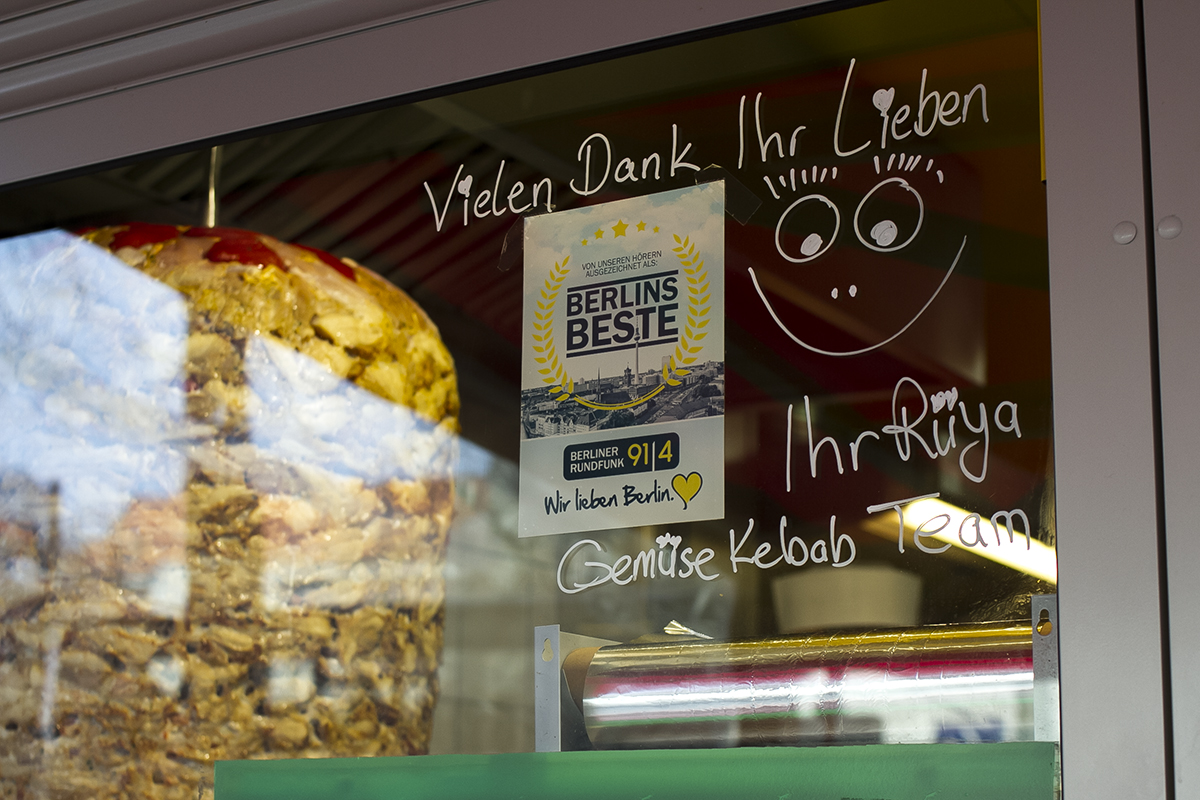 Vielen Dank Ihr Lieben
VON UNSEREN HÖRERN
AUSGEZEICHNET ALS:
BERLINS
BESTE
BERLINER
RUNDFUNK 91|4
Wir lieben Berlin.
Ihr Rüya
Gemüse Kebab Team